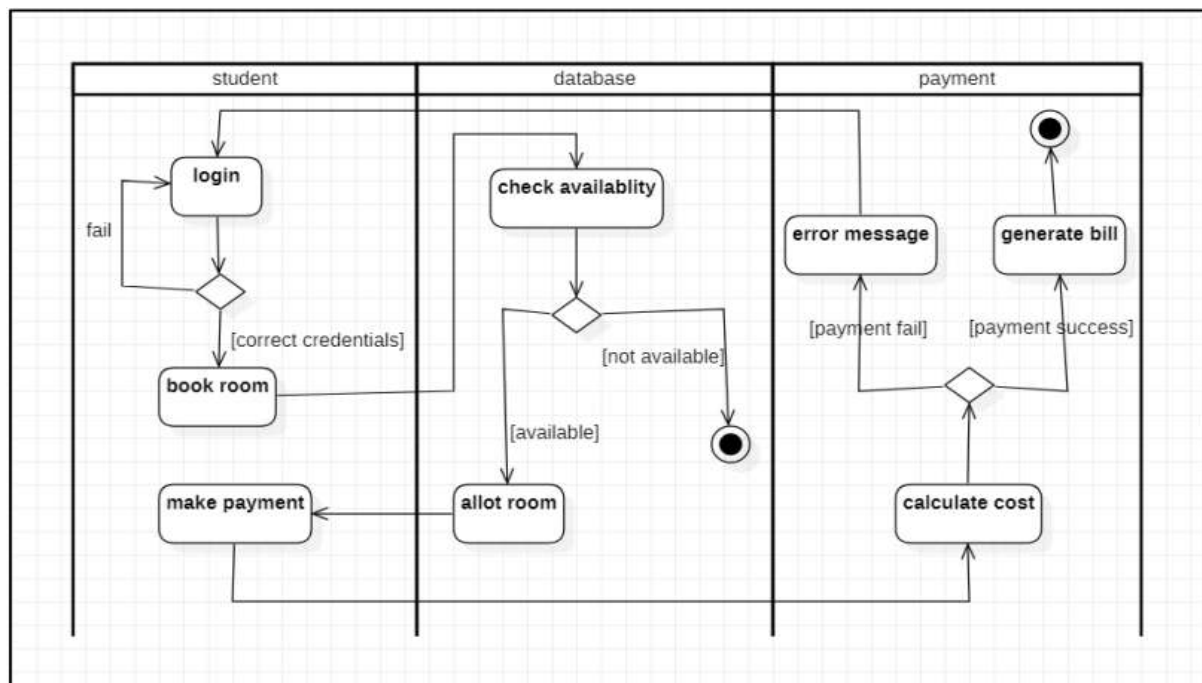 student
database
payment
login
check availablity
fail
error message
generate bill
[correct credentials]
[payment fail]
[payment success]
[not available]
book room
[available]
make payment
allot room
calculate cost